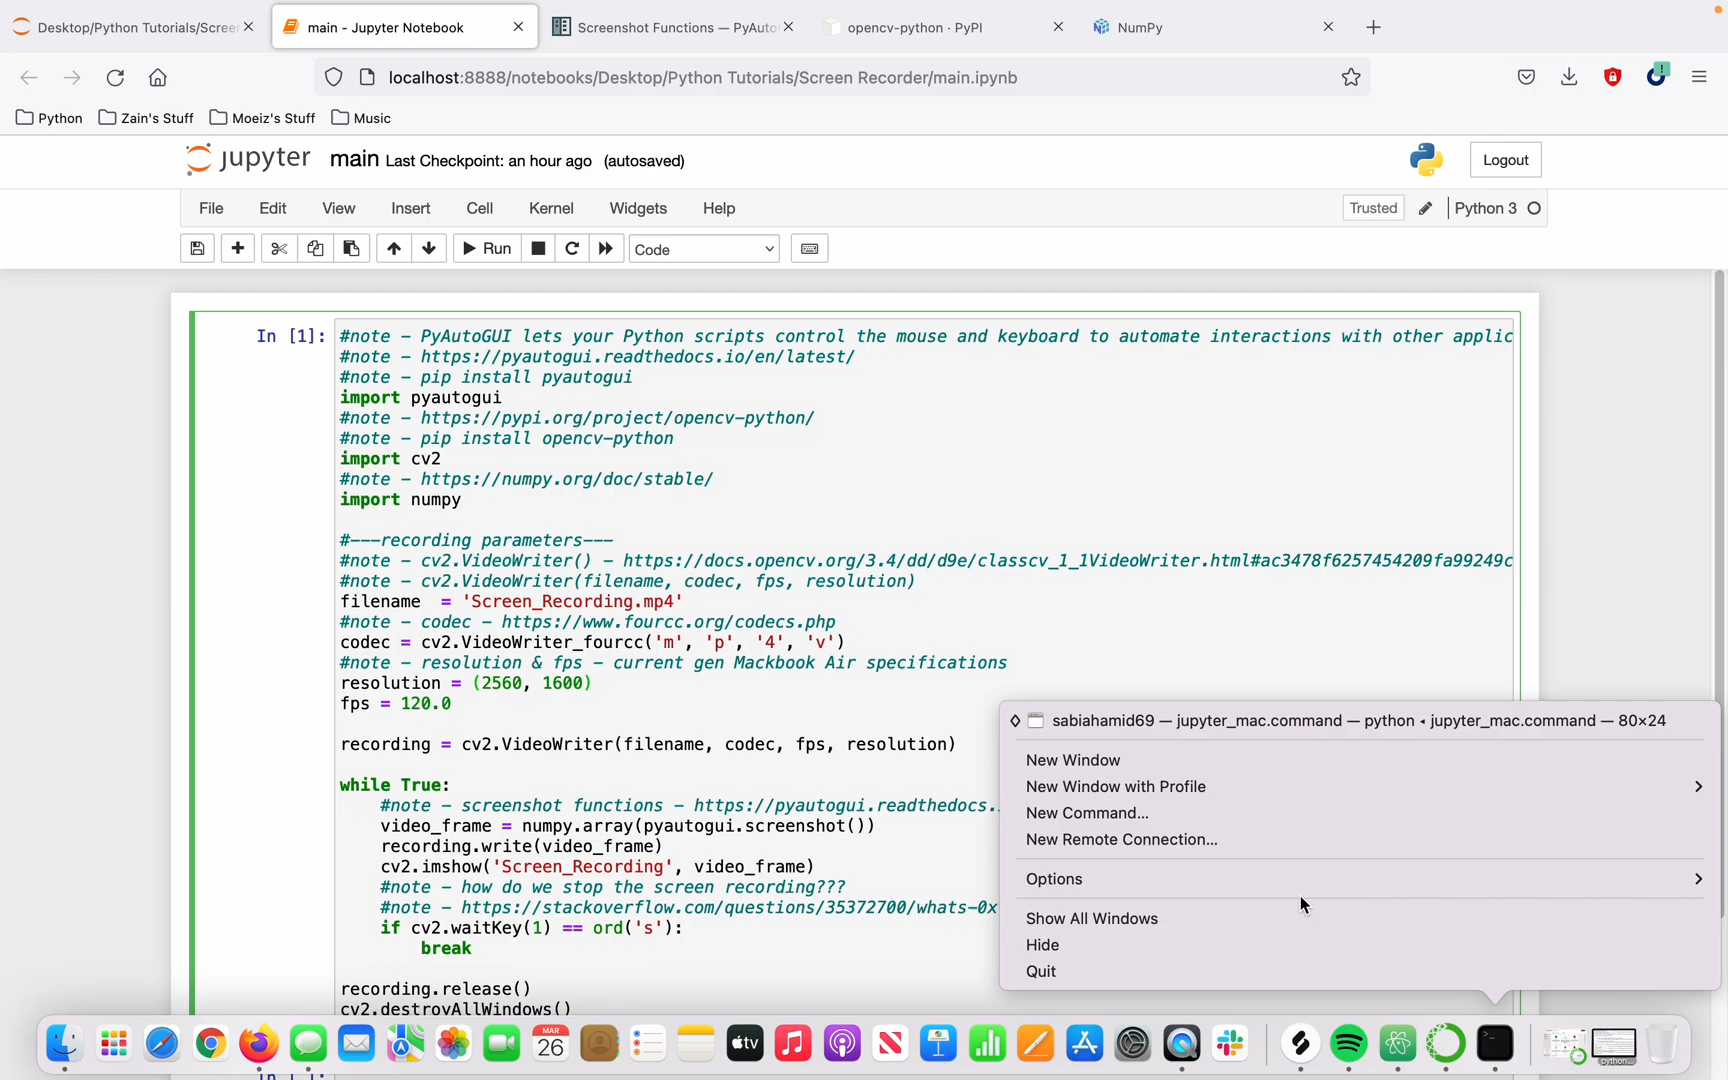 Desktop/Python Tutorials/Scree
main - Jupyter Notebook
Screenshot Functions — PyAuto
opencv-python · PyPI
NumPy
localhost:8888/notebooks/Desktop/Python Tutorials/Screen Recorder/main.ipynb
Python
Zain's Stuff
Moeiz's Stuff
Music
jupyter main Last Checkpoint: an hour ago (autosaved)
Logout
File Edit View Insert Cell Kernel Widgets Help
Trusted
Python 3
Run
Code
In [1]:
#note - PyAutoGUI lets your Python scripts control the mouse and keyboard to automate interactions with other applic
#note - https://pyautogui.readthedocs.io/en/latest/
#note - pip install pyautogui
import pyautogui
#note - https://pypi.org/project/opencv-python/
#note - pip install opencv-python
import cv2
#note - https://numpy.org/doc/stable/
import numpy
#---recording parameters---
#note - cv2.VideoWriter() - https://docs.opencv.org/3.4/dd/d9e/classcv_1_1VideoWriter.html#ac3478f6257454209fa99249c
#note - cv2.VideoWriter(filename, codec, fps, resolution)
filename  = 'Screen_Recording.mp4'
#note - codec - https://www.fourcc.org/codecs.php
codec = cv2.VideoWriter_fourcc('m', 'p', '4', 'v')
#note - resolution & fps - current gen Mackbook Air specifications
resolution = (2560, 1600)
fps = 120.0
recording = cv2.VideoWriter(filename, codec, fps, resolution)
while True:
#note - screenshot functions - https://pyautogui.readthedocs.
video_frame = numpy.array(pyautogui.screenshot())
recording.write(video_frame)
cv2.imshow('Screen_Recording', video_frame)
#note - how do we stop the screen recording???
#note - https://stackoverflow.com/questions/35372700/whats-0x
if cv2.waitKey(1) == ord('s'):
break
recording.release()
cv2.destroyAllWindows()
sabiahamid69 — jupyter_mac.command — python ◂ jupyter_mac.command — 80×24
New Window
New Window with Profile
New Command...
New Remote Connection...
Options
Show All Windows
Hide
Quit
MAR
26
tv